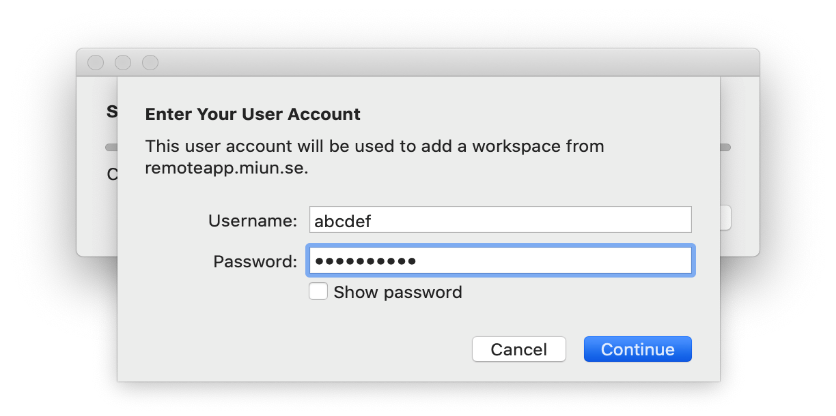 S
Enter Your User Account
This user account will be used to add a workspace from
remoteapp.miun.se.
C
Username: abcdef
Password: ••••••••••
Show password
Cancel Continue